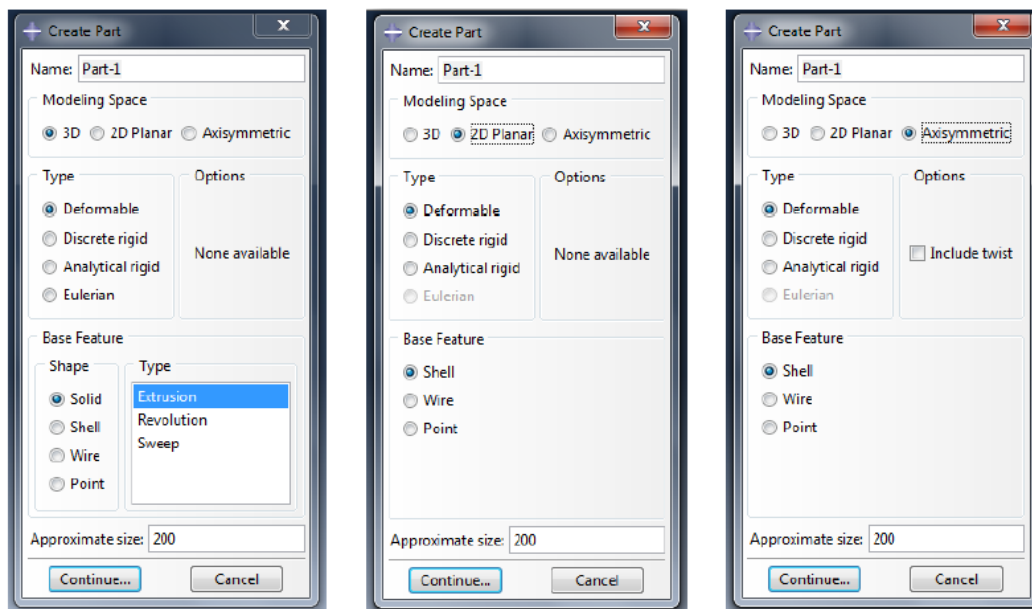 Create Part
X
Name: Part-1
Modeling Space
3D 2D Planar Axisymmetric
Type
Options
Deformable
Discrete rigid
Analytical rigid
Eulerian
None available
Base Feature
Shape
Type
Solid
Shell
Wire
Point
Extrusion
Revolution
Sweep
Approximate size: 200
Continue... Cancel
Create Part
X
Name: Part-1
Modeling Space
3D 2D Planar Axisymmetric
Type
Options
Deformable
Discrete rigid
Analytical rigid
Eulerian
None available
Base Feature
Shell
Wire
Point
Approximate size: 200
Continue... Cancel
Create Part
X
Name: Part-1
Modeling Space
3D 2D Planar Axisymmetric
Type
Options
Deformable
Discrete rigid
Analytical rigid
Eulerian
Include twist
Base Feature
Shell
Wire
Point
Approximate size: 200
Continue... Cancel